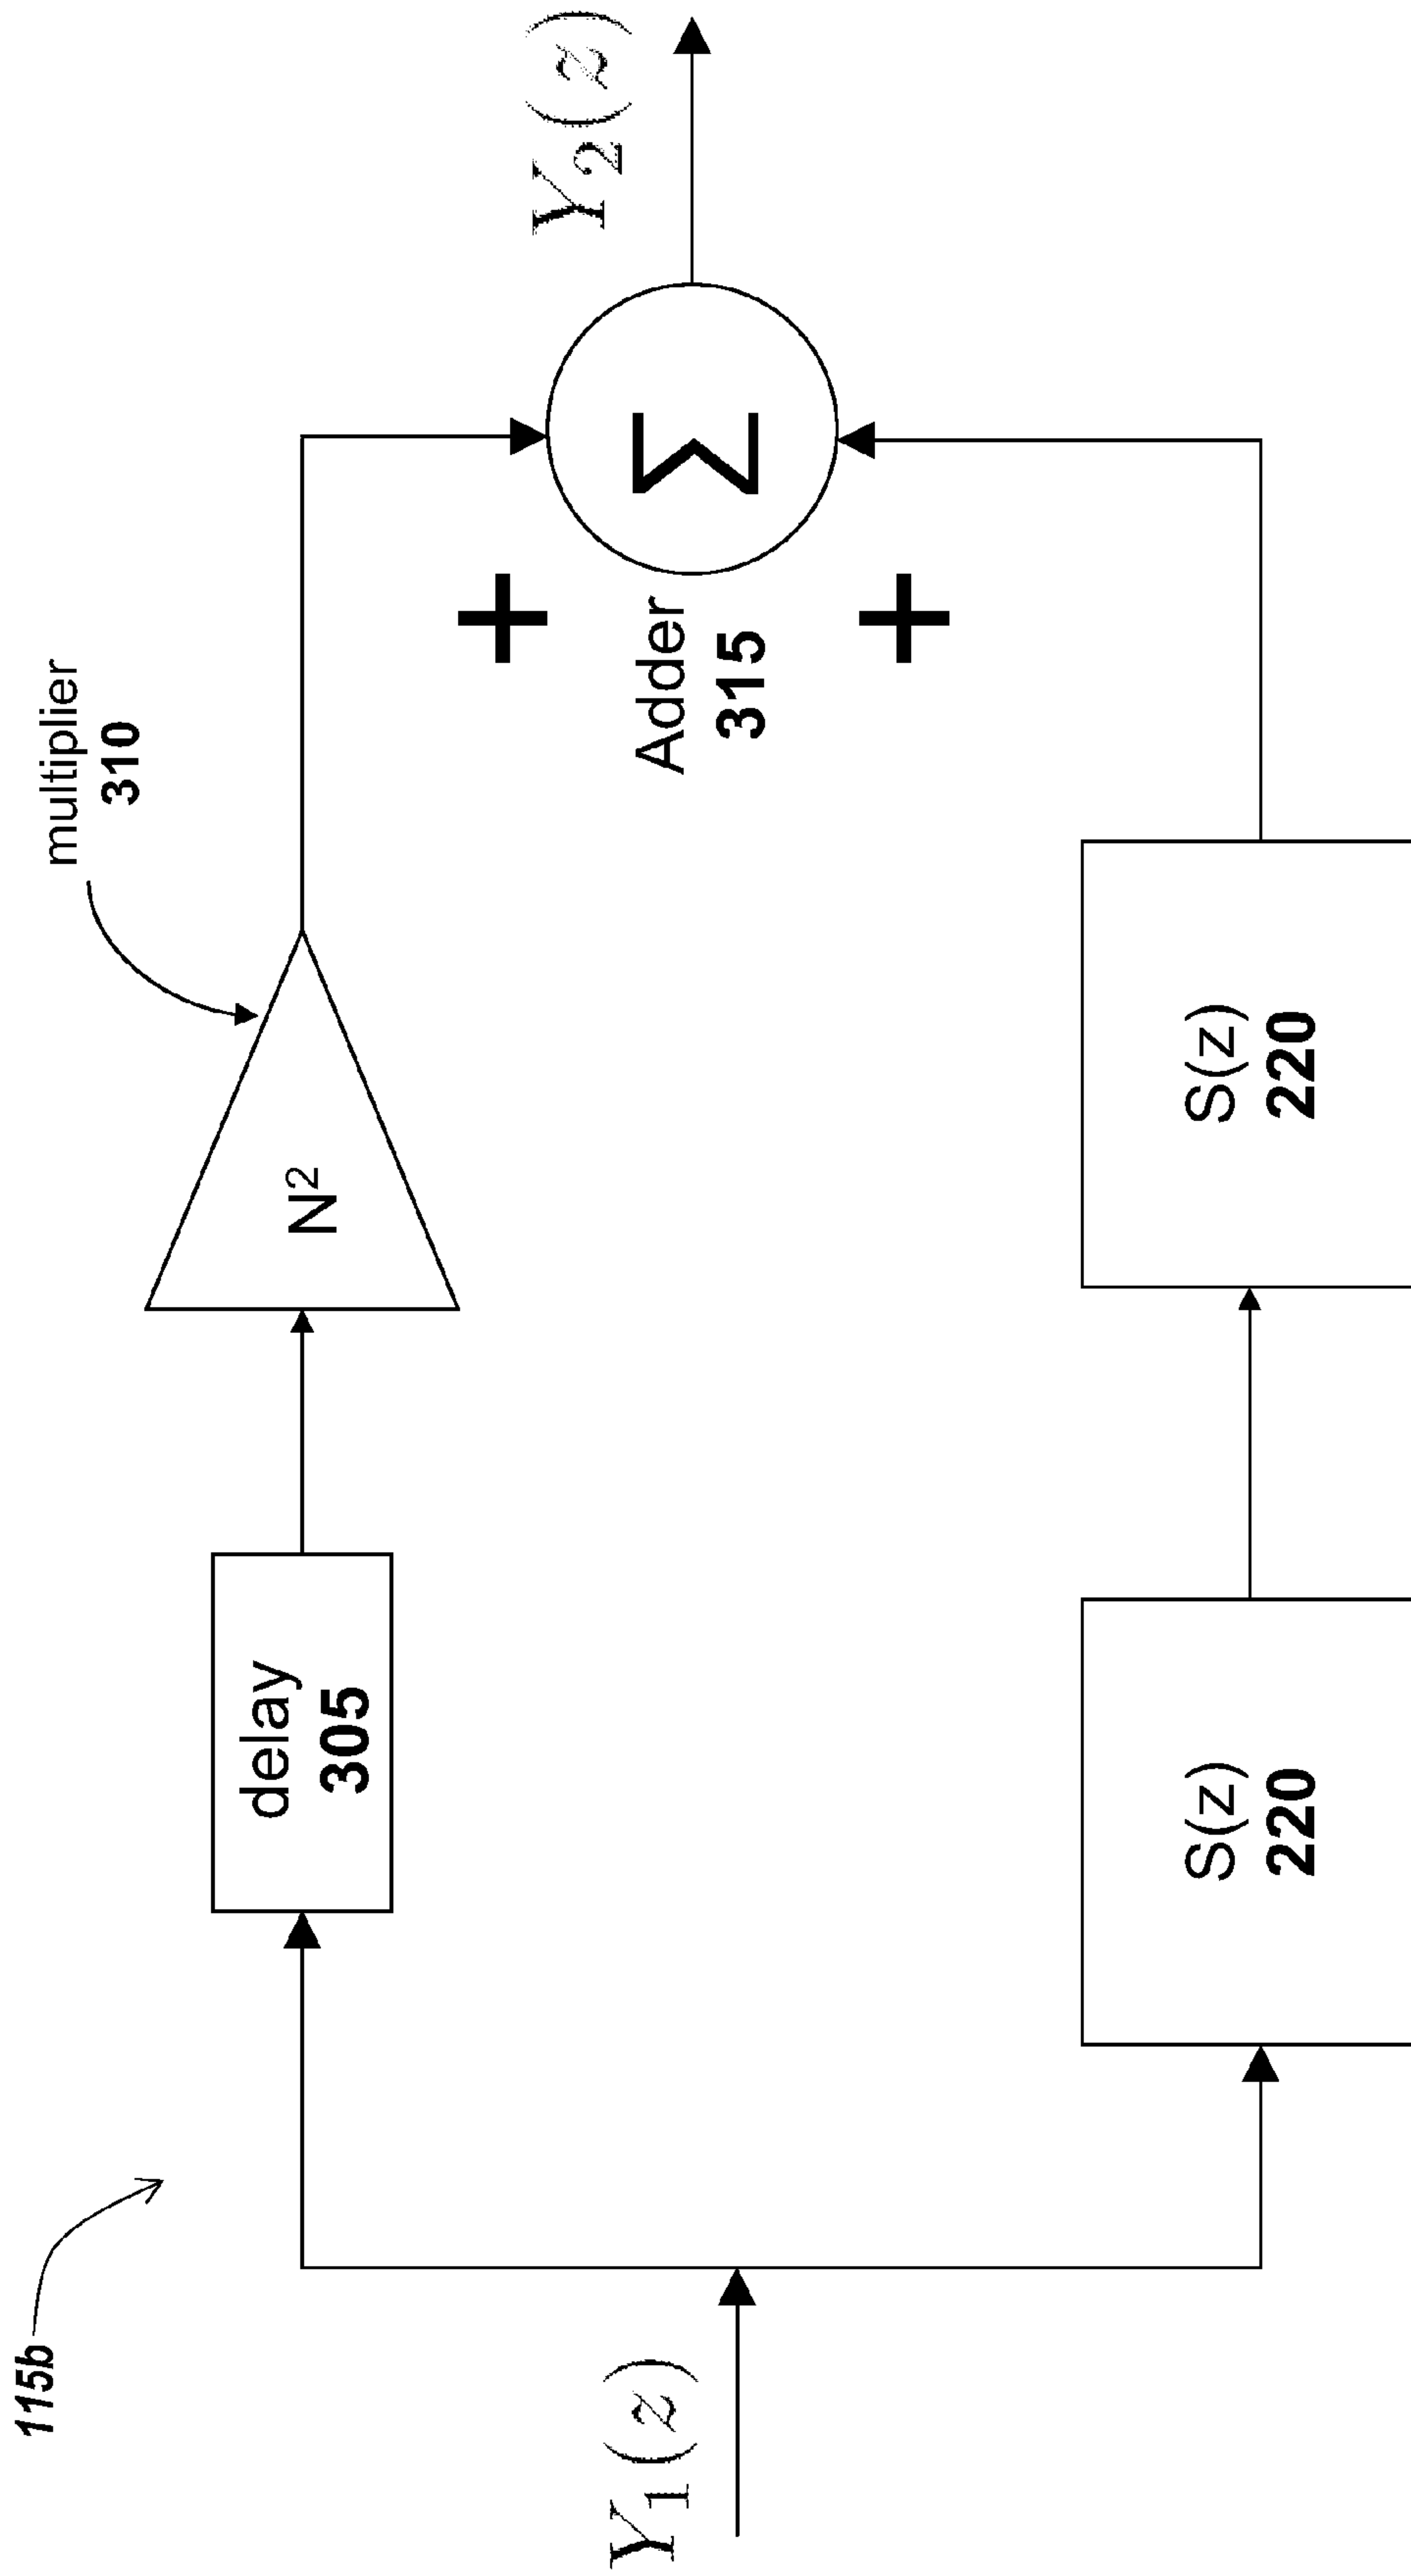 115b
multiplier
310
delay
305
N²
Y₁(z)
+
Adder
315
Σ
Y₂(z)
+
S(z)
220
S(z)
220